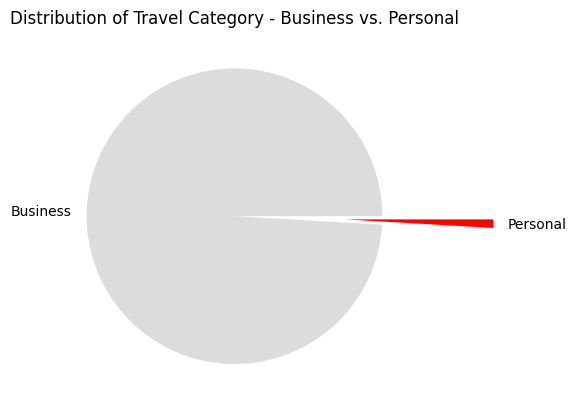 Distribution of Travel Category - Business vs. Personal
Business
Personal